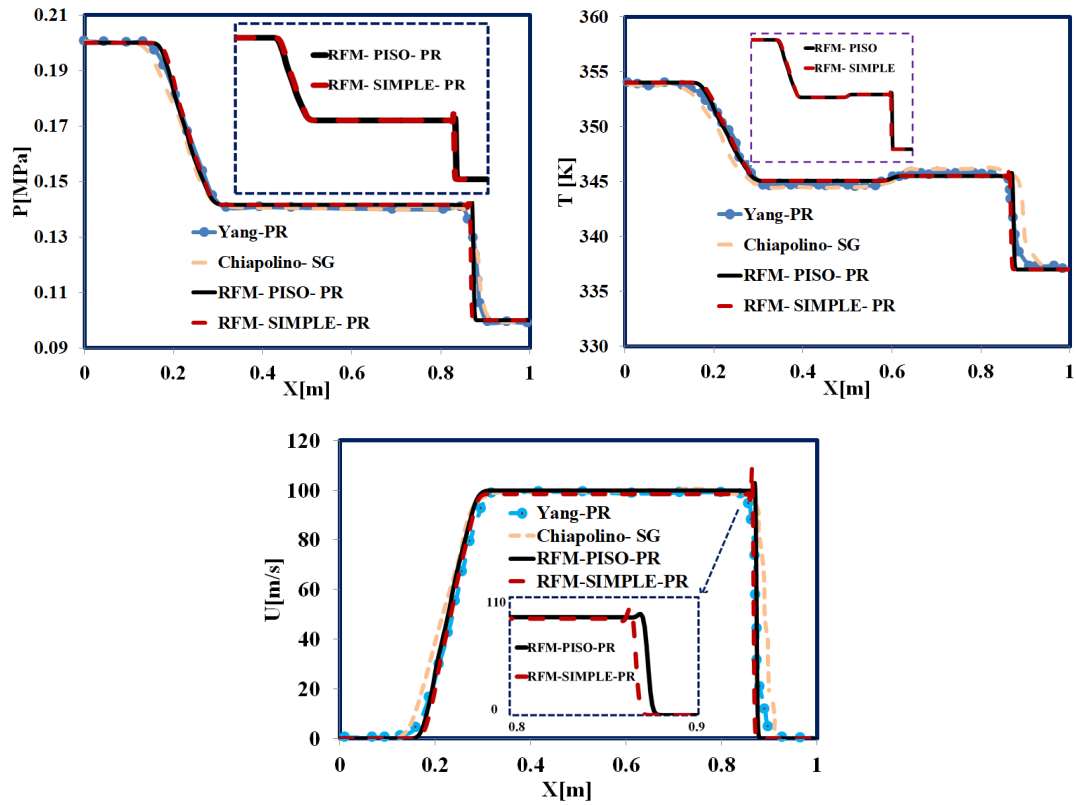 0.21
0.19
0.17
0.15
0.13
0.11
0.09
P[MPa]
RFM- PISO- PR
RFM- SIMPLE- PR
Yang-PR
Chiapolino- SG
RFM- PISO- PR
RFM- SIMPLE- PR
0 0.2 0.4 0.6 0.8 1
X[m]
360
355
350
345
340
335
330
T [K]
RFM- PISO
RFM- SIMPLE
Yang-PR
Chiapolino- SG
RFM- PISO- PR
RFM- SIMPLE- PR
0 0.2 0.4 0.6 0.8 1
X[m]
120
100
80
60
40
20
0
U[m/s]
Yang-PR
Chiapolino- SG
RFM-PISO-PR
RFM-SIMPLE-PR
110
RFM-PISO-PR
RFM-SIMPLE-PR
0
0.8 0.9
0 0.2 0.4 0.6 0.8 1
X[m]